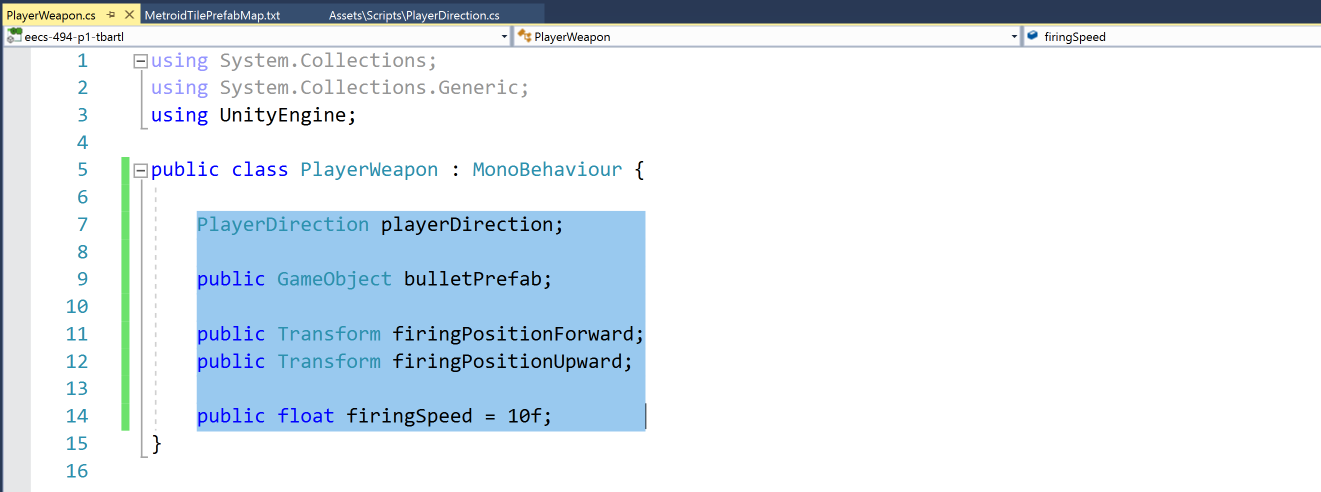 PlayerWeapon.cs MetroidTilePrefabMap.txt Assets\Scripts\PlayerDirection.cs
eecs-494-p1-tbartl PlayerWeapon firingSpeed
1 using System.Collections;
2 using System.Collections.Generic;
3 using UnityEngine;
4
5 public class PlayerWeapon : MonoBehaviour {
6
7 PlayerDirection playerDirection;
8
9 public GameObject bulletPrefab;
10
11 public Transform firingPositionForward;
12 public Transform firingPositionUpward;
13
14 public float firingSpeed = 10f;
15 }
16